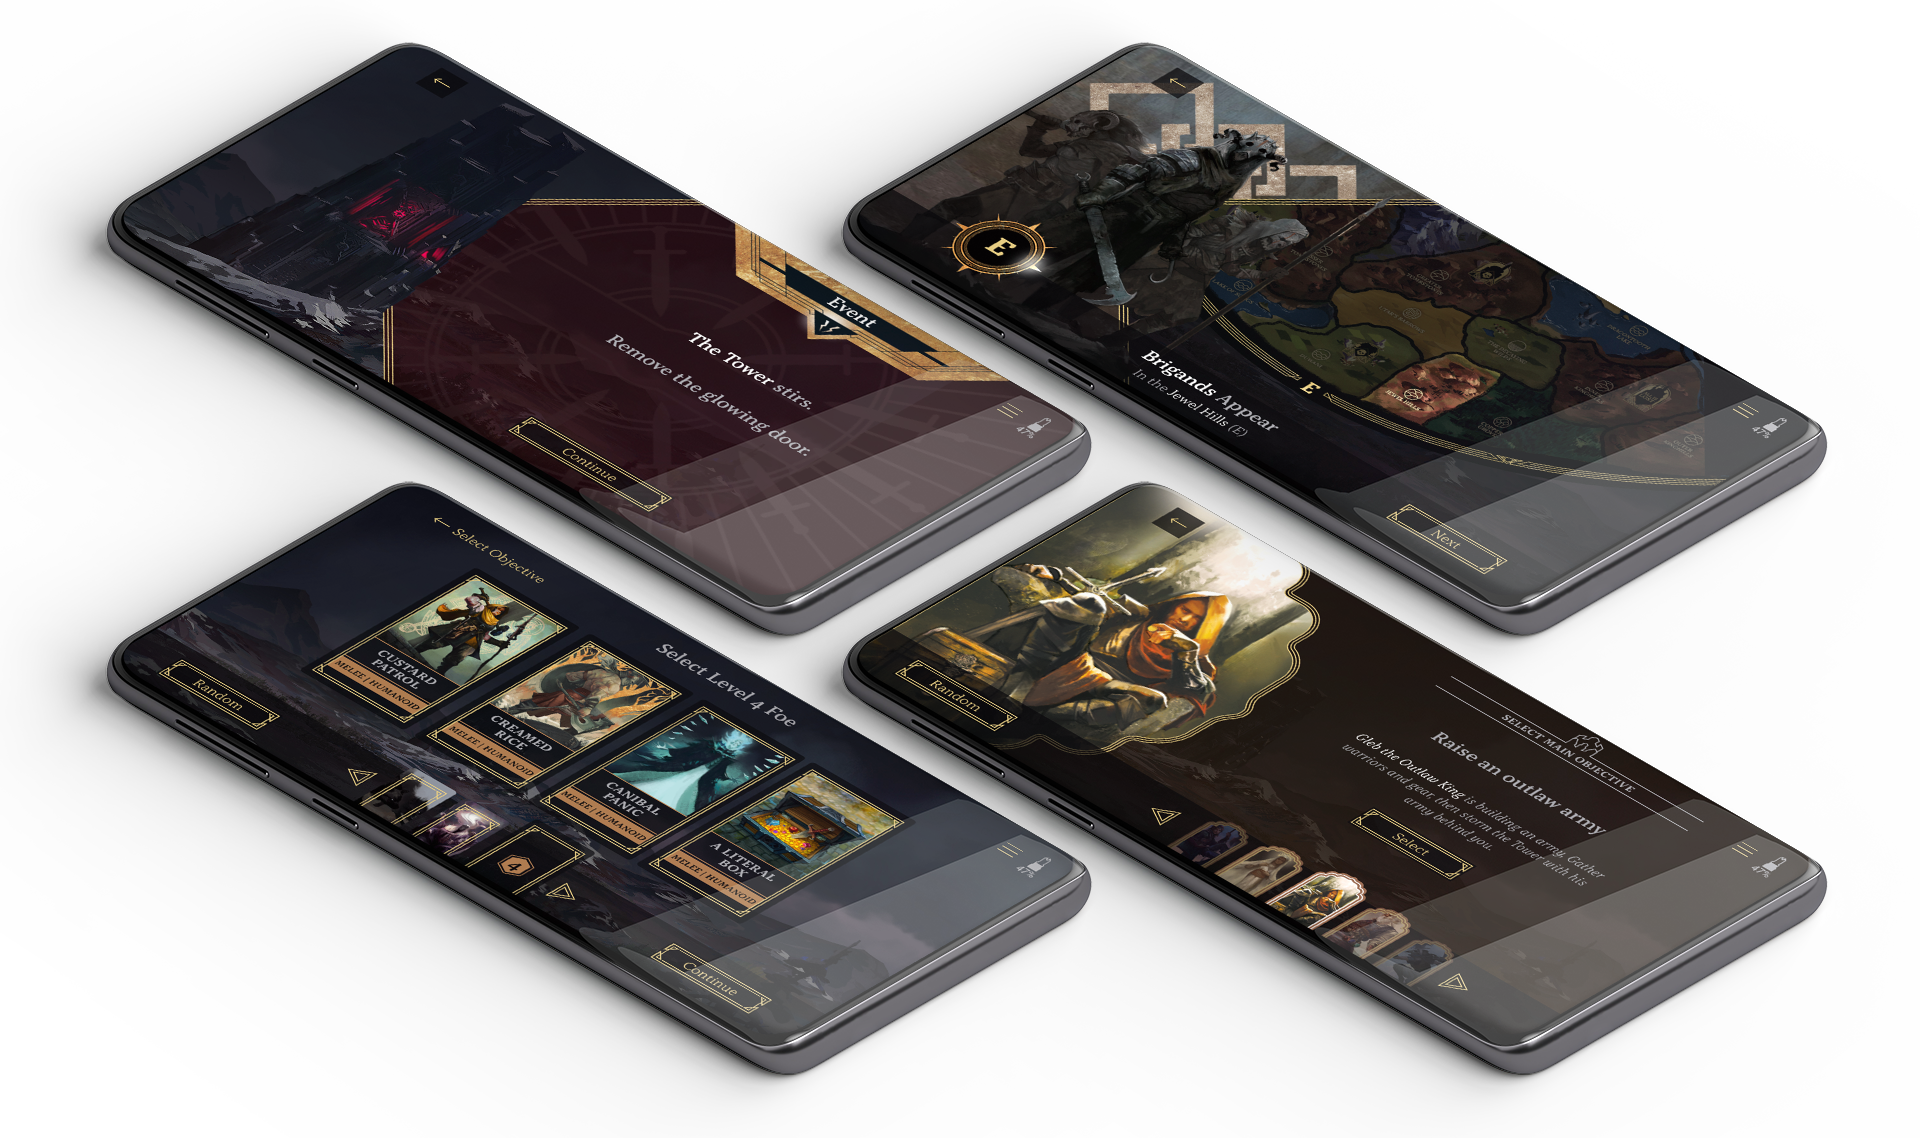 Event
The Tower stirs.
Remove the glowing door.
Continue
47%
E
Brigands Appear
In the Jewel Hills (E)
E
JEWEL HILLS
Next
47%
← Select Objective
Select Level 4 Foe
CUSTARD
PATROL
MELEE | HUMANOID
CREAMED
RICE
MELEE | HUMANOID
CANIBAL
PANIC
MELEE | HUMANOID
A LITERAL
BOX
MELEE | HUMANOID
Random
4
Continue
47%
Random
SELECT MAIN OBJECTIVE
Raise an outlaw army
Gleb the Outlaw King is building an army. Gather
warriors and gear, then storm the Tower with his
army behind you.
Select
47%